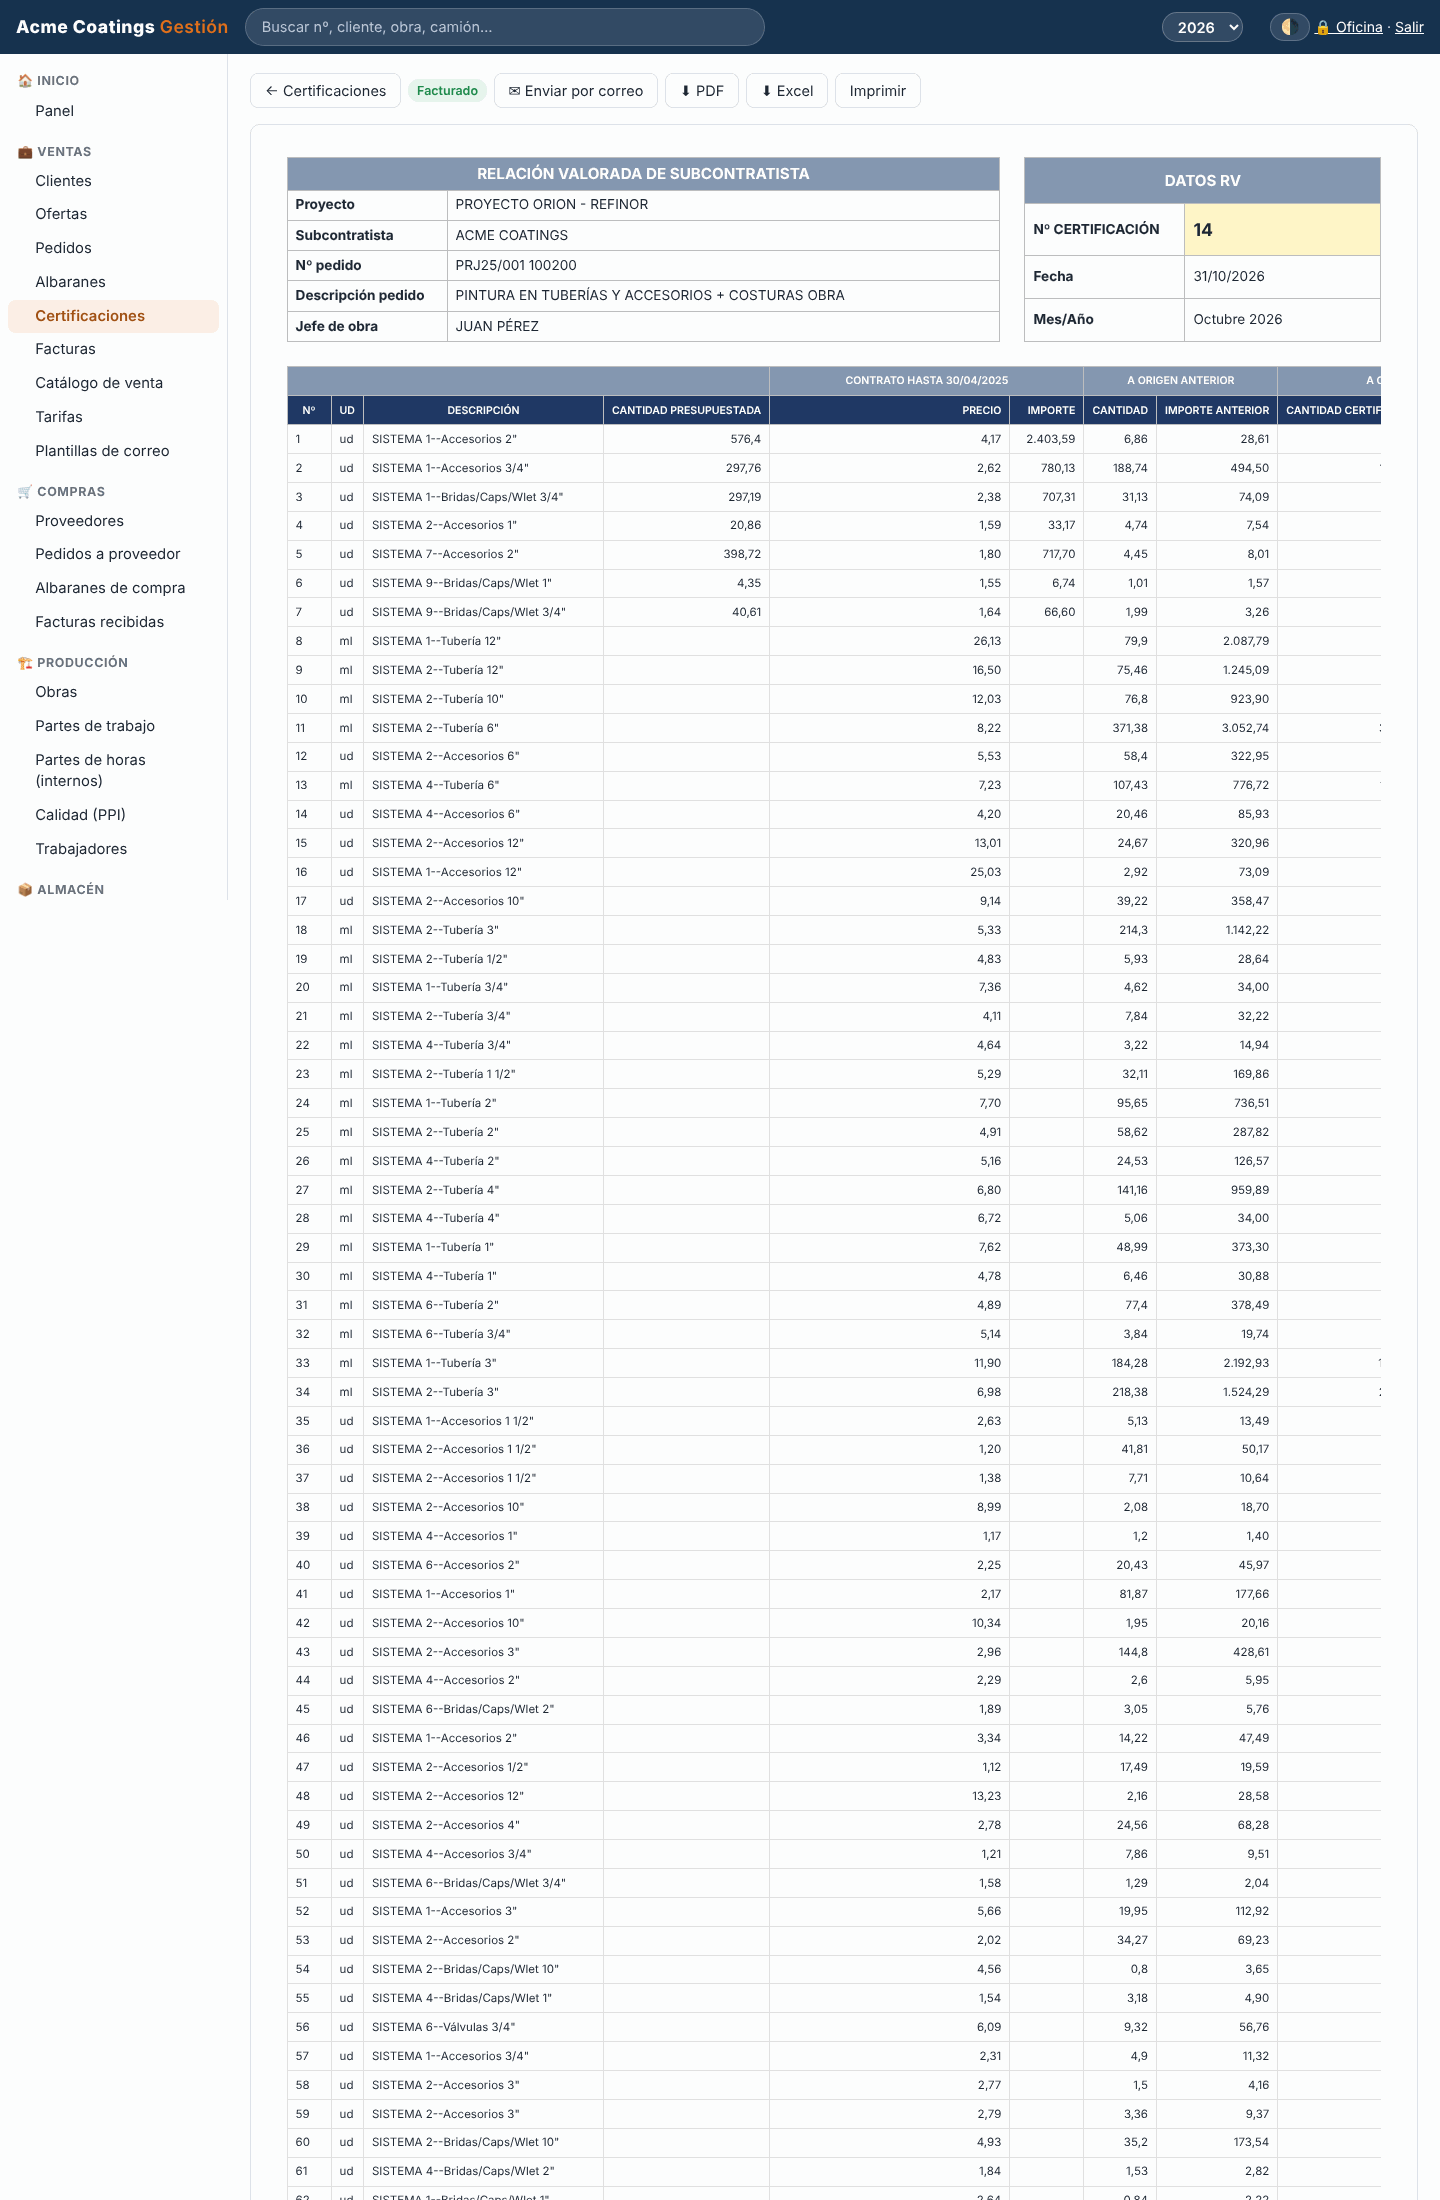 Acme Coatings Gestión
Buscar nº, cliente, obra, camión...
2026
🔒 Oficina · Salir
🏠 INICIO
Panel
💼 VENTAS
Clientes
Ofertas
Pedidos
Albaranes
Certificaciones
Facturas
Catálogo de venta
Tarifas
Plantillas de correo
🛒 COMPRAS
Proveedores
Pedidos a proveedor
Albaranes de compra
Facturas recibidas
🏗️ PRODUCCIÓN
Obras
Partes de trabajo
Partes de horas
(internos)
Calidad (PPI)
Trabajadores
📦 ALMACÉN
← Certificaciones Facturado ✉ Enviar por correo ⬇ PDF ⬇ Excel Imprimir
RELACIÓN VALORADA DE SUBCONTRATISTA
Proyecto PROYECTO ORION - REFINOR
Subcontratista ACME COATINGS
Nº pedido PRJ25/001 100200
Descripción pedido PINTURA EN TUBERÍAS Y ACCESORIOS + COSTURAS OBRA
Jefe de obra JUAN PÉREZ
DATOS RV
Nº CERTIFICACIÓN 14
Fecha 31/10/2026
Mes/Año Octubre 2026
CONTRATO HASTA 30/04/2025 A ORIGEN ANTERIOR A
Nº UD DESCRIPCIÓN CANTIDAD PRESUPUESTADA PRECIO IMPORTE CANTIDAD IMPORTE ANTERIOR CANTIDAD CERTIF
1 ud SISTEMA 1--Accesorios 2" 576,4 4,17 2.403,59 6,86 28,61
2 ud SISTEMA 1--Accesorios 3/4" 297,76 2,62 780,13 188,74 494,50
3 ud SISTEMA 1--Bridas/Caps/Wlet 3/4" 297,19 2,38 707,31 31,13 74,09
4 ud SISTEMA 2--Accesorios 1" 20,86 1,59 33,17 4,74 7,54
5 ud SISTEMA 7--Accesorios 2" 398,72 1,80 717,70 4,45 8,01
6 ud SISTEMA 9--Bridas/Caps/Wlet 1" 4,35 1,55 6,74 1,01 1,57
7 ud SISTEMA 9--Bridas/Caps/Wlet 3/4" 40,61 1,64 66,60 1,99 3,26
8 ml SISTEMA 1--Tubería 12" 26,13 79,9 2.087,79
9 ml SISTEMA 2--Tubería 12" 16,50 75,46 1.245,09
10 ml SISTEMA 2--Tubería 10" 12,03 76,8 923,90
11 ml SISTEMA 2--Tubería 6" 8,22 371,38 3.052,74
12 ud SISTEMA 2--Accesorios 6" 5,53 58,4 322,95
13 ml SISTEMA 4--Tubería 6" 7,23 107,43 776,72
14 ud SISTEMA 4--Accesorios 6" 4,20 20,46 85,93
15 ud SISTEMA 2--Accesorios 12" 13,01 24,67 320,96
16 ud SISTEMA 1--Accesorios 12" 25,03 2,92 73,09
17 ud SISTEMA 2--Accesorios 10" 9,14 39,22 358,47
18 ml SISTEMA 2--Tubería 3" 5,33 214,3 1.142,22
19 ml SISTEMA 2--Tubería 1/2" 4,83 5,93 28,64
20 ml SISTEMA 1--Tubería 3/4" 7,36 4,62 34,00
21 ml SISTEMA 2--Tubería 3/4" 4,11 7,84 32,22
22 ml SISTEMA 4--Tubería 3/4" 4,64 3,22 14,94
23 ml SISTEMA 2--Tubería 1 1/2" 5,29 32,11 169,86
24 ml SISTEMA 1--Tubería 2" 7,70 95,65 736,51
25 ml SISTEMA 2--Tubería 2" 4,91 58,62 287,82
26 ml SISTEMA 4--Tubería 2" 5,16 24,53 126,57
27 ml SISTEMA 2--Tubería 4" 6,80 141,16 959,89
28 ml SISTEMA 4--Tubería 4" 6,72 5,06 34,00
29 ml SISTEMA 1--Tubería 1" 7,62 48,99 373,30
30 ml SISTEMA 4--Tubería 1" 4,78 6,46 30,88
31 ml SISTEMA 6--Tubería 2" 4,89 77,4 378,49
32 ml SISTEMA 6--Tubería 3/4" 5,14 3,84 19,74
33 ml SISTEMA 1--Tubería 3" 11,90 184,28 2.192,93
34 ml SISTEMA 2--Tubería 3" 6,98 218,38 1.524,29
35 ud SISTEMA 1--Accesorios 1 1/2" 2,63 5,13 13,49
36 ud SISTEMA 2--Accesorios 1 1/2" 1,20 41,81 50,17
37 ud SISTEMA 2--Accesorios 1 1/2" 1,38 7,71 10,64
38 ud SISTEMA 2--Accesorios 10" 8,99 2,08 18,70
39 ud SISTEMA 4--Accesorios 1" 1,17 1,2 1,40
40 ud SISTEMA 6--Accesorios 2" 2,25 20,43 45,97
41 ud SISTEMA 1--Accesorios 1" 2,17 81,87 177,66
42 ud SISTEMA 2--Accesorios 10" 10,34 1,95 20,16
43 ud SISTEMA 2--Accesorios 3" 2,96 144,8 428,61
44 ud SISTEMA 4--Accesorios 2" 2,29 2,6 5,95
45 ud SISTEMA 6--Bridas/Caps/Wlet 2" 1,89 3,05 5,76
46 ud SISTEMA 1--Accesorios 2" 3,34 14,22 47,49
47 ud SISTEMA 2--Accesorios 1/2" 1,12 17,49 19,59
48 ud SISTEMA 2--Accesorios 12" 13,23 2,16 28,58
49 ud SISTEMA 2--Accesorios 4" 2,78 24,56 68,28
50 ud SISTEMA 4--Accesorios 3/4" 1,21 7,86 9,51
51 ud SISTEMA 6--Bridas/Caps/Wlet 3/4" 1,58 1,29 2,04
52 ud SISTEMA 1--Accesorios 3" 5,66 19,95 112,92
53 ud SISTEMA 2--Accesorios 2" 2,02 34,27 69,23
54 ud SISTEMA 2--Bridas/Caps/Wlet 10" 4,56 0,8 3,65
55 ud SISTEMA 4--Bridas/Caps/Wlet 1" 1,54 3,18 4,90
56 ud SISTEMA 6--Válvulas 3/4" 6,09 9,32 56,76
57 ud SISTEMA 1--Accesorios 3/4" 2,31 4,9 11,32
58 ud SISTEMA 2--Accesorios 3" 2,77 1,5 4,16
59 ud SISTEMA 2--Accesorios 3" 2,79 3,36 9,37
60 ud SISTEMA 2--Bridas/Caps/Wlet 10" 4,93 35,2 173,54
61 ud SISTEMA 4--Bridas/Caps/Wlet 2" 1,84 1,53 2,82
62 ud SISTEMA 1--Bridas/Caps/Wlet 1" 2,64 0,84